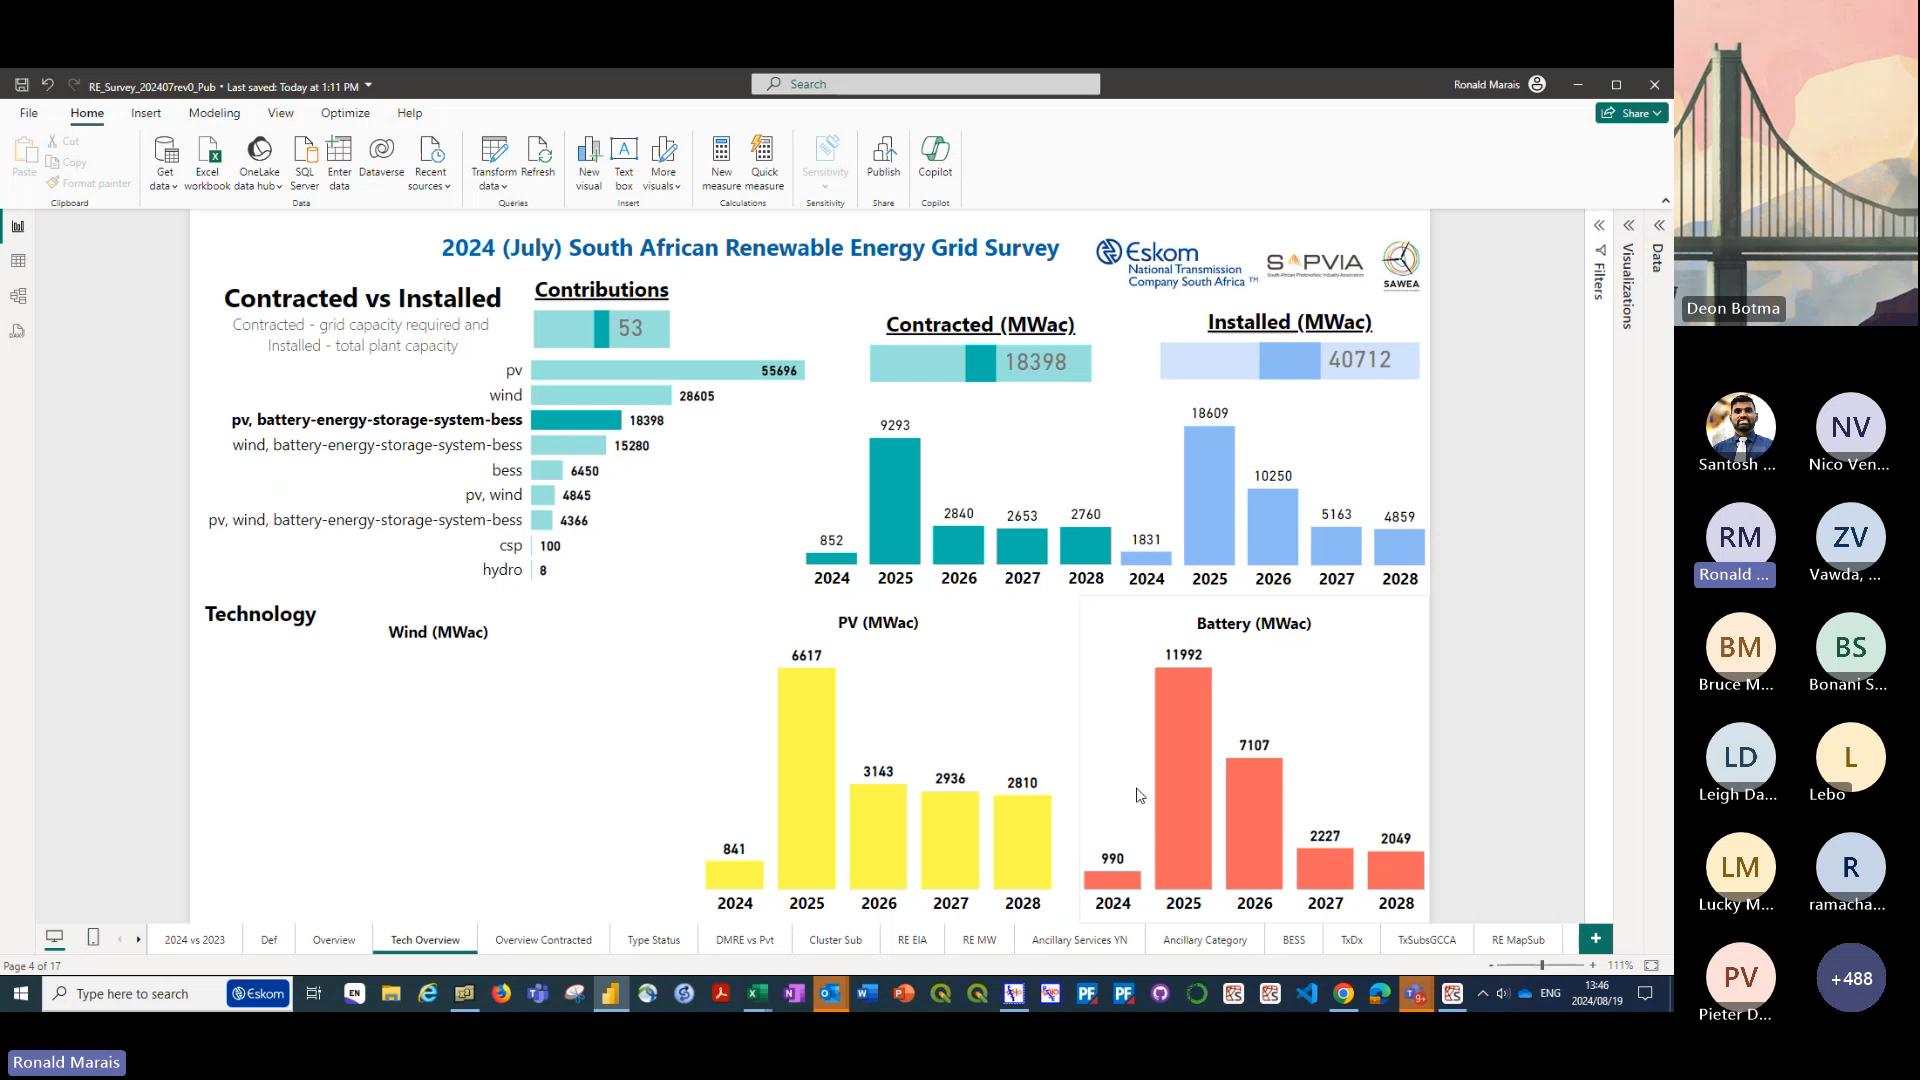 RE_Survey_202407rev0_Pub • Last saved: Today at 1:11 PM
Search
Ronald Marais
File Home Insert Modeling View Optimize Help
Share
Paste
Cut
Copy
Format painter
Get data
Excel workbook
OneLake data hub
SQL Server
Enter data
Dataverse
Recent sources
Transform data
Refresh
New visual
Text box
More visuals
New measure
Quick measure
Sensitivity
Publish
Copilot
Clipboard
Data
Queries
Insert
Calculations
Sensitivity
Share
Copilot
2024 (July) South African Renewable Energy Grid Survey
Eskom
National Transmission
Company South Africa ™
SAPVIA
South African Photovoltaic Industry Association
SAWEA
Filters
Visualizations
Data
Contracted vs Installed
Contracted - grid capacity required and
Installed - total plant capacity
Contributions
53
pv 55696
wind 28605
pv, battery-energy-storage-system-bess 18398
wind, battery-energy-storage-system-bess 15280
bess 6450
pv, wind 4845
pv, wind, battery-energy-storage-system-bess 4366
csp 100
hydro 8
Contracted (MWac)
18398
852 9293 2840 2653 2760
2024 2025 2026 2027 2028
Installed (MWac)
40712
1831 18609 10250 5163 4859
2024 2025 2026 2027 2028
Technology
Wind (MWac)
PV (MWac)
841 6617 3143 2936 2810
2024 2025 2026 2027 2028
Battery (MWac)
990 11992 7107 2227 2049
2024 2025 2026 2027 2028
2024 vs 2023 Def Overview Tech Overview Overview Contracted Type Status DMRE vs Pvt Cluster Sub RE EIA RE MW Ancillary Services YN Ancillary Category BESS TxDx TxSubsGCCA RE MapSub +
Page 4 of 17
- + 111%
Type here to search
Eskom
EN
ENG
13:46
2024/08/19
Deon Botma
Santosh ...
NV
Nico Ven...
RM
Ronald ...
ZV
Vawda, ...
BM
Bruce M...
BS
Bonani S...
LD
Leigh Da...
L
Lebo
LM
Lucky M...
R
ramacha...
PV
Pieter D...
+488
Ronald Marais